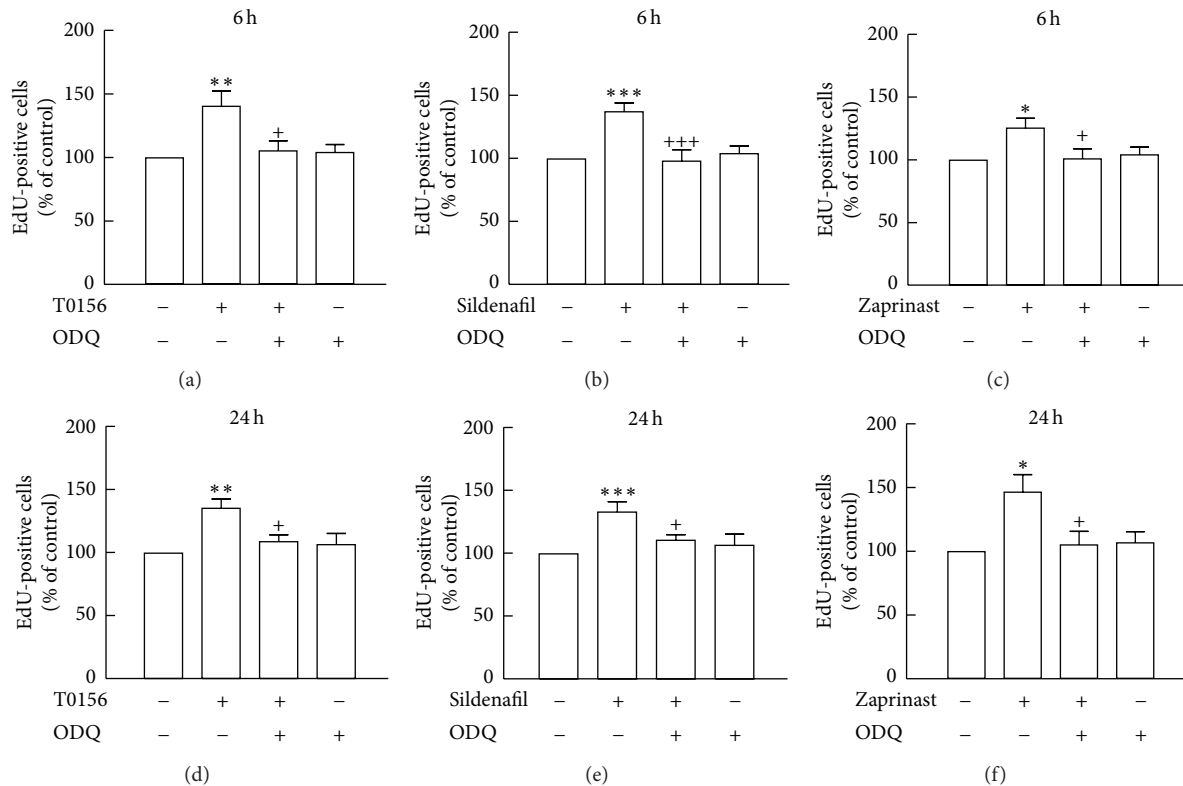 6 h
EdU-positive cells
(% of control)
200
150
100
50
0
**
+
T0156 − + + −
ODQ − − + +
(a)
6 h
EdU-positive cells
(% of control)
200
150
100
50
0
***
+++
Sildenafil − + + −
ODQ − − + +
(b)
6 h
EdU-positive cells
(% of control)
200
150
100
50
0
*
+
Zaprinast − + + −
ODQ − − + +
(c)
24 h
EdU-positive cells
(% of control)
200
150
100
50
0
**
+
T0156 − + + −
ODQ − − + +
(d)
24 h
EdU-positive cells
(% of control)
200
150
100
50
0
***
+
Sildenafil − + + −
ODQ − − + +
(e)
24 h
EdU-positive cells
(% of control)
200
150
100
50
0
*
+
Zaprinast − + + −
ODQ − − + +
(f)